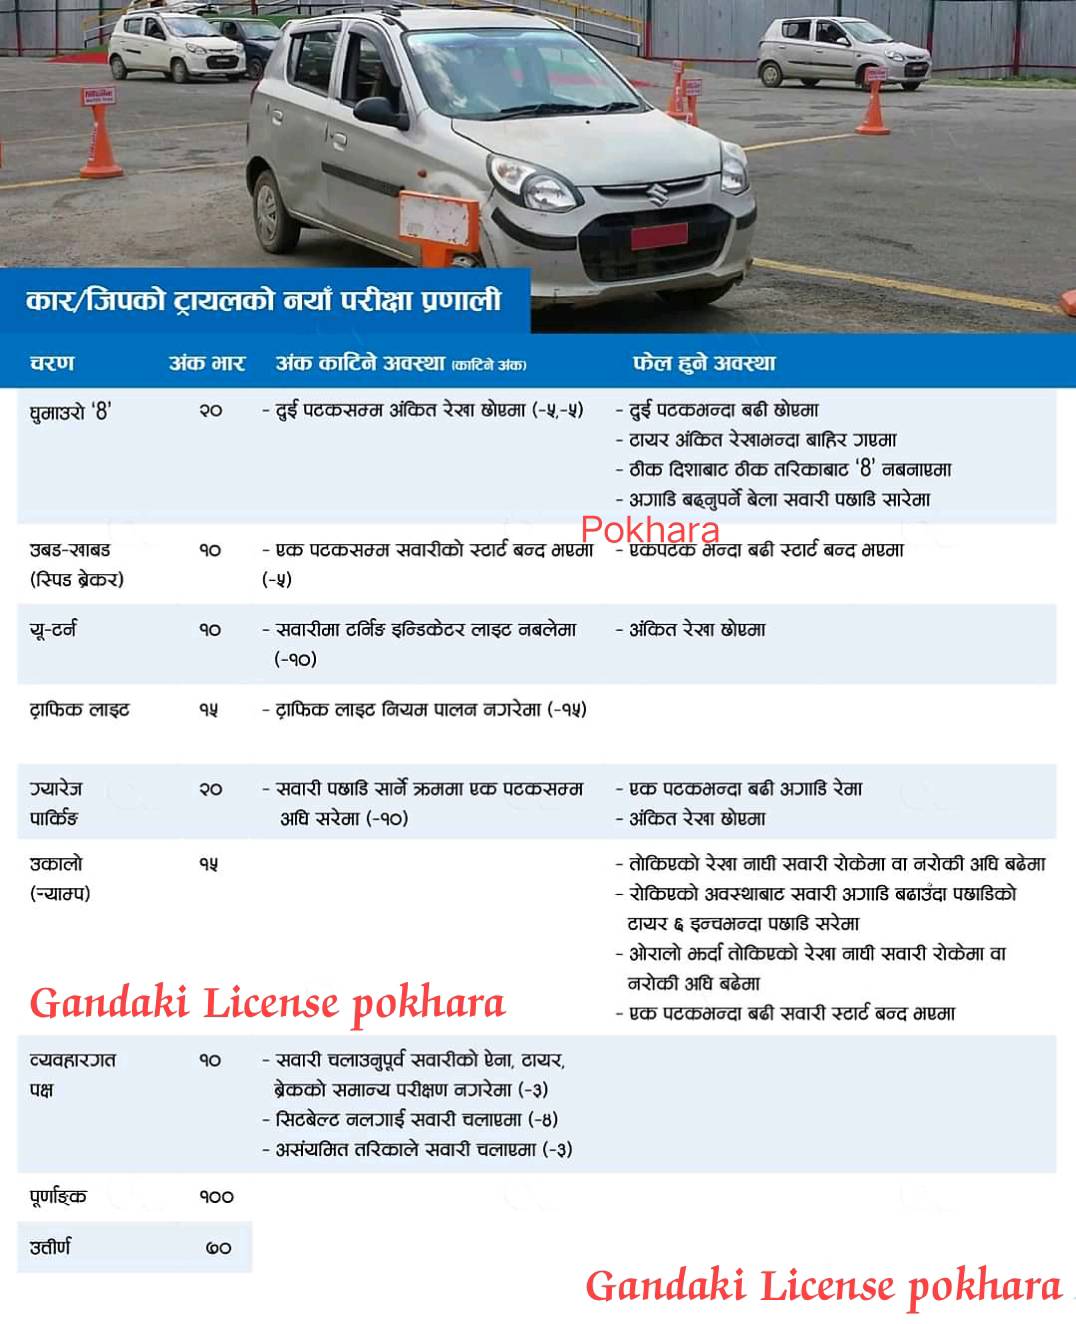 कार/जिपको ट्रायलको नयाँ परीक्षा प्रणाली
चरण अंक भार अंक काटिने अवस्था (काटिने अंक) फेल हुने अवस्था
घुमाउरो ‘8’ २० - दुई पटकसम्म अंकित रेखा छोएमा (-५,-५) - दुई पटकभन्दा बढी छोएमा
- टायर अंकित रेखाभन्दा बाहिर गएमा
- ठीक दिशाबाट ठीक तरिकाबाट ‘8’ नबनाएमा
- अगाडि बढ्नुपर्ने बेला सवारी पछाडि सारेमा
Pokhara
उबड-खाबड १० - एक पटकसम्म सवारीको स्टार्ट बन्द भएमा - एकपटक भन्दा बढी स्टार्ट बन्द भएमा
(स्पिड ब्रेकर) (-५)
यू-टर्न १० - सवारीमा टर्निङ इन्डिकेटर लाइट नबलेमा - अंकित रेखा छोएमा
(-१०)
ट्राफिक लाइट १५ - ट्राफिक लाइट नियम पालन नगरेमा (-१५)
ग्यारेज २० - सवारी पछाडि सार्ने क्रममा एक पटकसम्म - एक पटकभन्दा बढी अगाडि रेमा
पार्किङ अघि सरेमा (-१०) - अंकित रेखा छोएमा
उकालो १५ - तोकिएको रेखा नाघी सवारी रोकेमा वा नरोकी अघि बढेमा
(र्‍याम्प) - रोकिएको अवस्थाबाट सवारी अगाडि बढाउँदा पछाडिको
टायर ६ इन्चभन्दा पछाडि सरेमा
- ओरालो झर्दा तोकिएको रेखा नाघी सवारी रोकेमा वा
नरोकी अघि बढेमा
Gandaki License pokhara
- एक पटकभन्दा बढी सवारी स्टार्ट बन्द भएमा
व्यवहारगत १० - सवारी चलाउनुपूर्व सवारीको ऐना, टायर,
पक्ष ब्रेकको समान्य परीक्षण नगरेमा (-३)
- सिटबेल्ट नलगाई सवारी चलाएमा (-४)
- असंयमित तरिकाले सवारी चलाएमा (-३)
पूर्णाङ्क १००
उत्तीर्ण ७०
Gandaki License pokhara